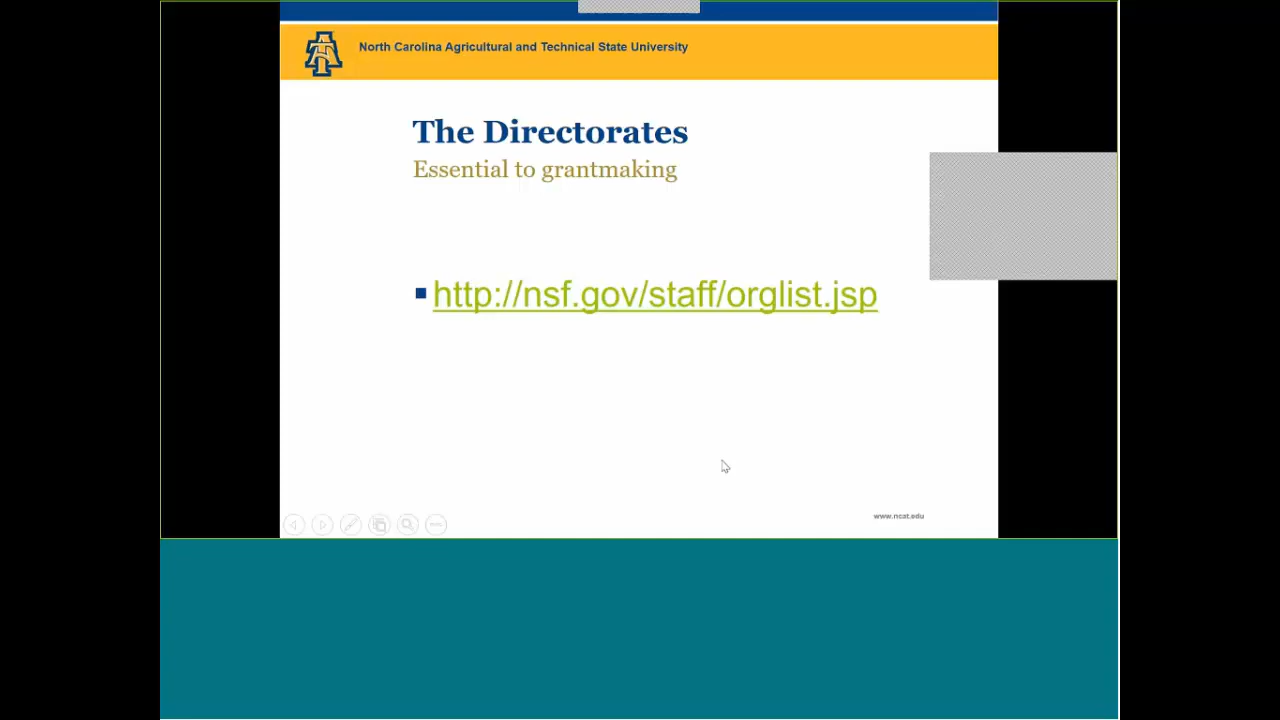 North Carolina Agricultural and Technical State University
The Directorates
Essential to grantmaking
http://nsf.gov/staff/orglist.jsp
www.ncat.edu